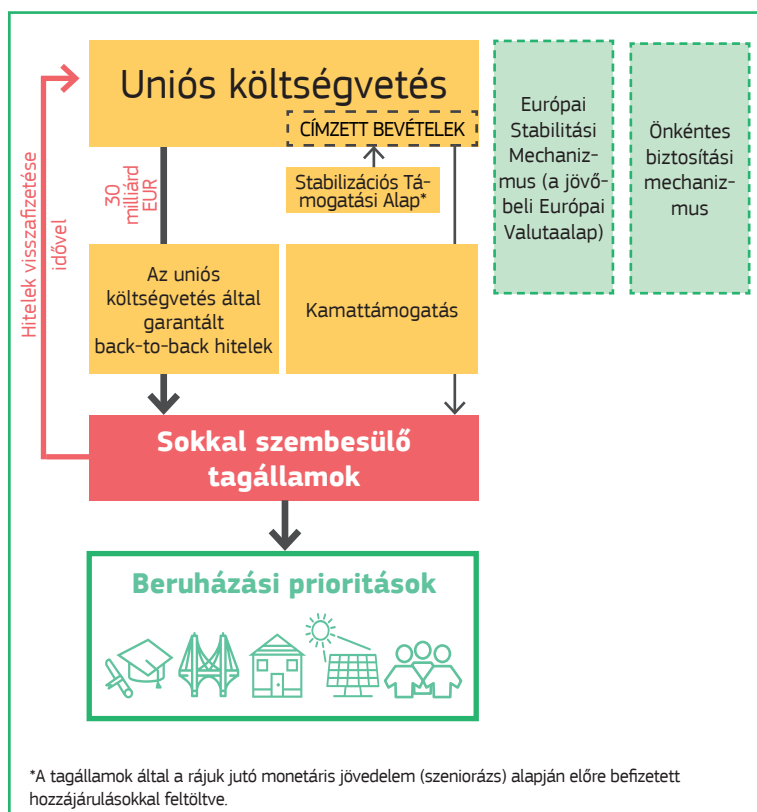 Uniós költségvetés
CÍMZETT BEVÉTELEK
Stabilizációs Tá-
mogatási Alap*
30
milliárd
EUR
Hitelek visszafizetése
idővel
Az uniós
költségvetés által
garantált
back-to-back hitelek
Kamattámogatás
Európai
Stabilitási
Mechaniz-
mus (a jövő-
beli Európai
Valutaalap)
Önkéntes
biztosítási
mechaniz-
mus
Sokkal szembesülő
tagállamok
Beruházási prioritások
*A tagállamok által a rájuk jutó monetáris jövedelem (szeniorázs) alapján előre befizetett
hozzájárulásokkal feltöltve.